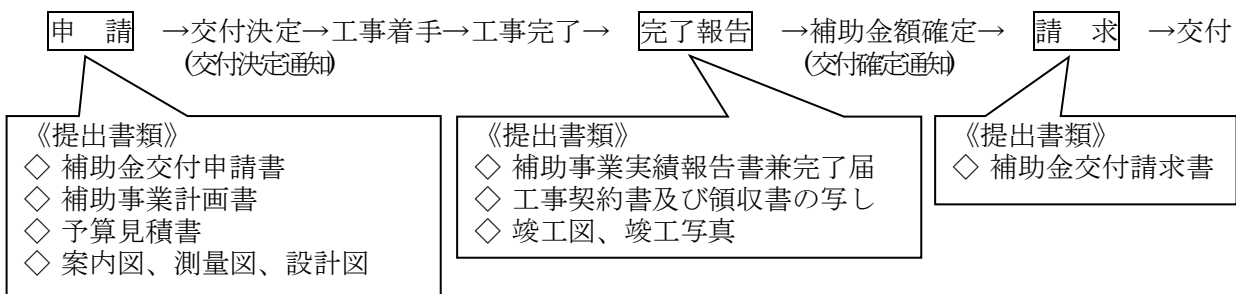 申　請　→交付決定→工事着手→工事完了→　完了報告　→補助金額確定→　請　求　→交付
(交付決定通知)　(交付確定通知)
《提出書類》
◇ 補助金交付申請書
◇ 補助事業計画書
◇ 予算見積書
◇ 案内図、測量図、設計図
《提出書類》
◇ 補助事業実績報告書兼完了届
◇ 工事契約書及び領収書の写し
◇ 竣工図、竣工写真
《提出書類》
◇ 補助金交付請求書